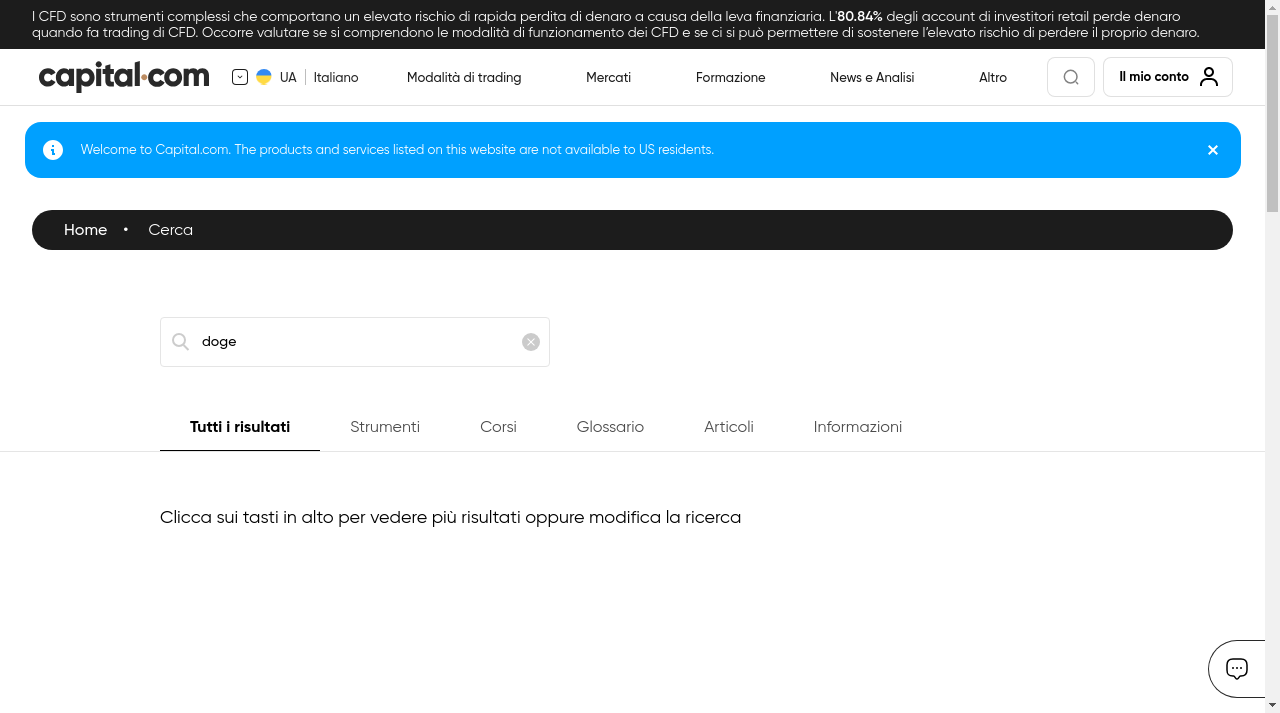 I CFD sono strumenti complessi che comportano un elevato rischio di rapida perdita di denaro a causa della leva finanziaria. L'80.84% degli account di investitori retail perde denaro
quando fa trading di CFD. Occorre valutare se si comprendono le modalità di funzionamento dei CFD e se ci si può permettere di sostenere l'elevato rischio di perdere il proprio denaro.
capital.com UA Italiano Modalità di trading Mercati Formazione News e Analisi Altro Il mio conto
Welcome to Capital.com. The products and services listed on this website are not available to US residents.
Home • Cerca
doge
Tutti i risultati Strumenti Corsi Glossario Articoli Informazioni
Clicca sui tasti in alto per vedere più risultati oppure modifica la ricerca